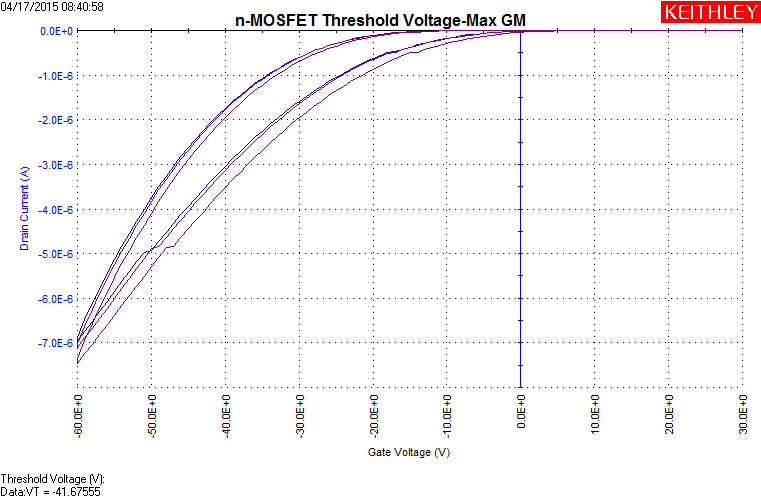 04/17/2015 08:40:58
n-MOSFET Threshold Voltage-Max GM
KEITHLEY
0.0E+0
-1.0E-6
-2.0E-6
-3.0E-6
-4.0E-6
-5.0E-6
-6.0E-6
-7.0E-6
Drain Current (A)
-60.0E+0
-50.0E+0
-40.0E+0
-30.0E+0
-20.0E+0
-10.0E+0
0.0E+0
10.0E+0
20.0E+0
30.0E+0
Gate Voltage (V)
Threshold Voltage (V):
Data:VT = -41.67555